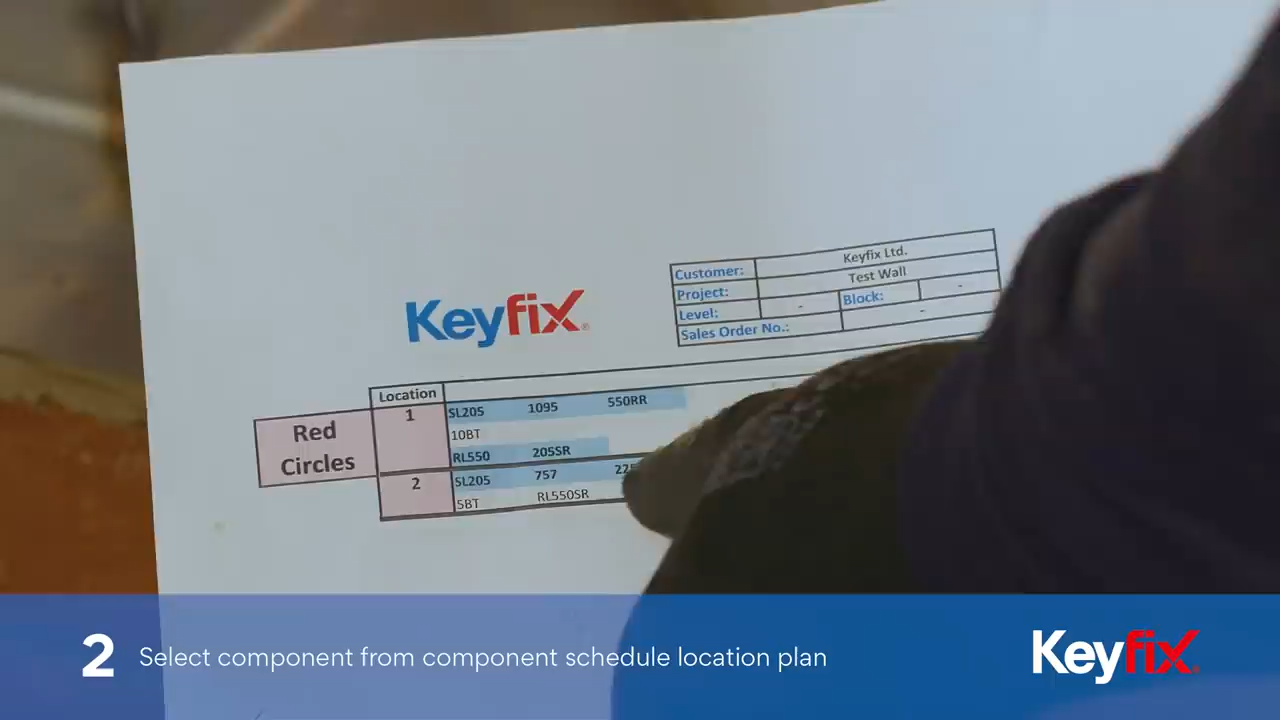 Keyfix®
Customer: Keyfix Ltd.
Project: Test Wall
Level: - Block: -
Sales Order No.: -
Location
Red Circles
1
SL205 1095 550RR
10BT
RL550 205SR
2
SL205 757
5BT RL550SR
2 Select component from component schedule location plan
Keyfix